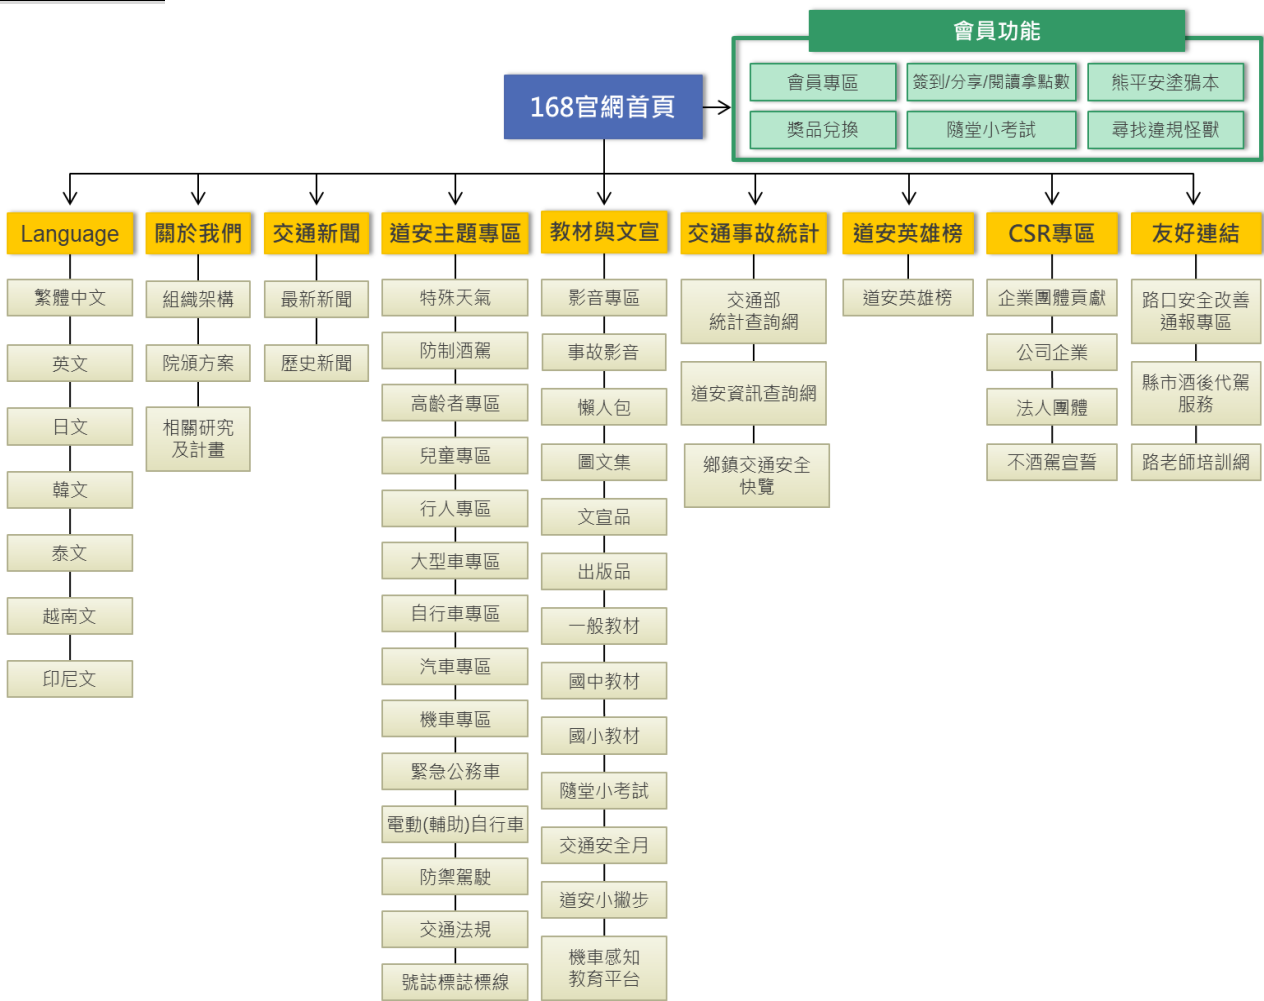 會員功能
會員專區
簽到/分享/閱讀拿點數
熊平安塗鴉本
獎品兌換
隨堂小考試
尋找違規怪獸
168官網首頁
Language
繁體中文
英文
日文
韓文
泰文
越南文
印尼文
關於我們
組織架構
院頒方案
相關研究
及計畫
交通新聞
最新新聞
歷史新聞
道安主題專區
特殊天氣
防制酒駕
高齡者專區
兒童專區
行人專區
大型車專區
自行車專區
汽車專區
機車專區
緊急公務車
電動(輔助)自行車
防禦駕駛
交通法規
號誌標誌標線
教材與文宣
影音專區
事故影音
懶人包
圖文集
文宣品
出版品
一般教材
國中教材
國小教材
隨堂小考試
交通安全月
道安小撇步
機車感知
教育平台
交通事故統計
交通部
統計查詢網
道安資訊查詢網
鄉鎮交通安全
快覽
道安英雄榜
道安英雄榜
CSR專區
企業團體貢獻
公司企業
法人團體
不酒駕宣誓
友好連結
路口安全改善
通報專區
縣市酒後代駕
服務
路老師培訓網